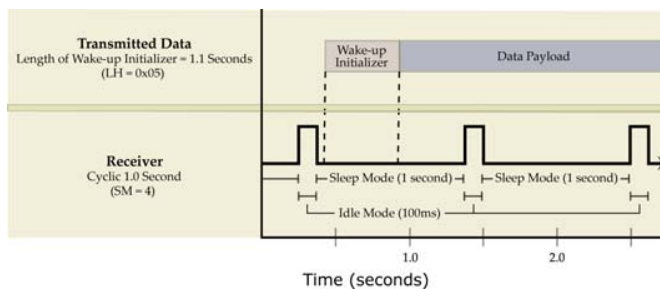 Transmitted Data
Length of Wake-up Initializer = 1.1 Seconds
(LH = 0x05)
Wake-up
Initializer
Data Payload
Receiver
Cyclic 1.0 Second
(SM = 4)
Sleep Mode (1 second)
Sleep Mode (1 second)
Idle Mode (100ms)
1.0
2.0
Time (seconds)